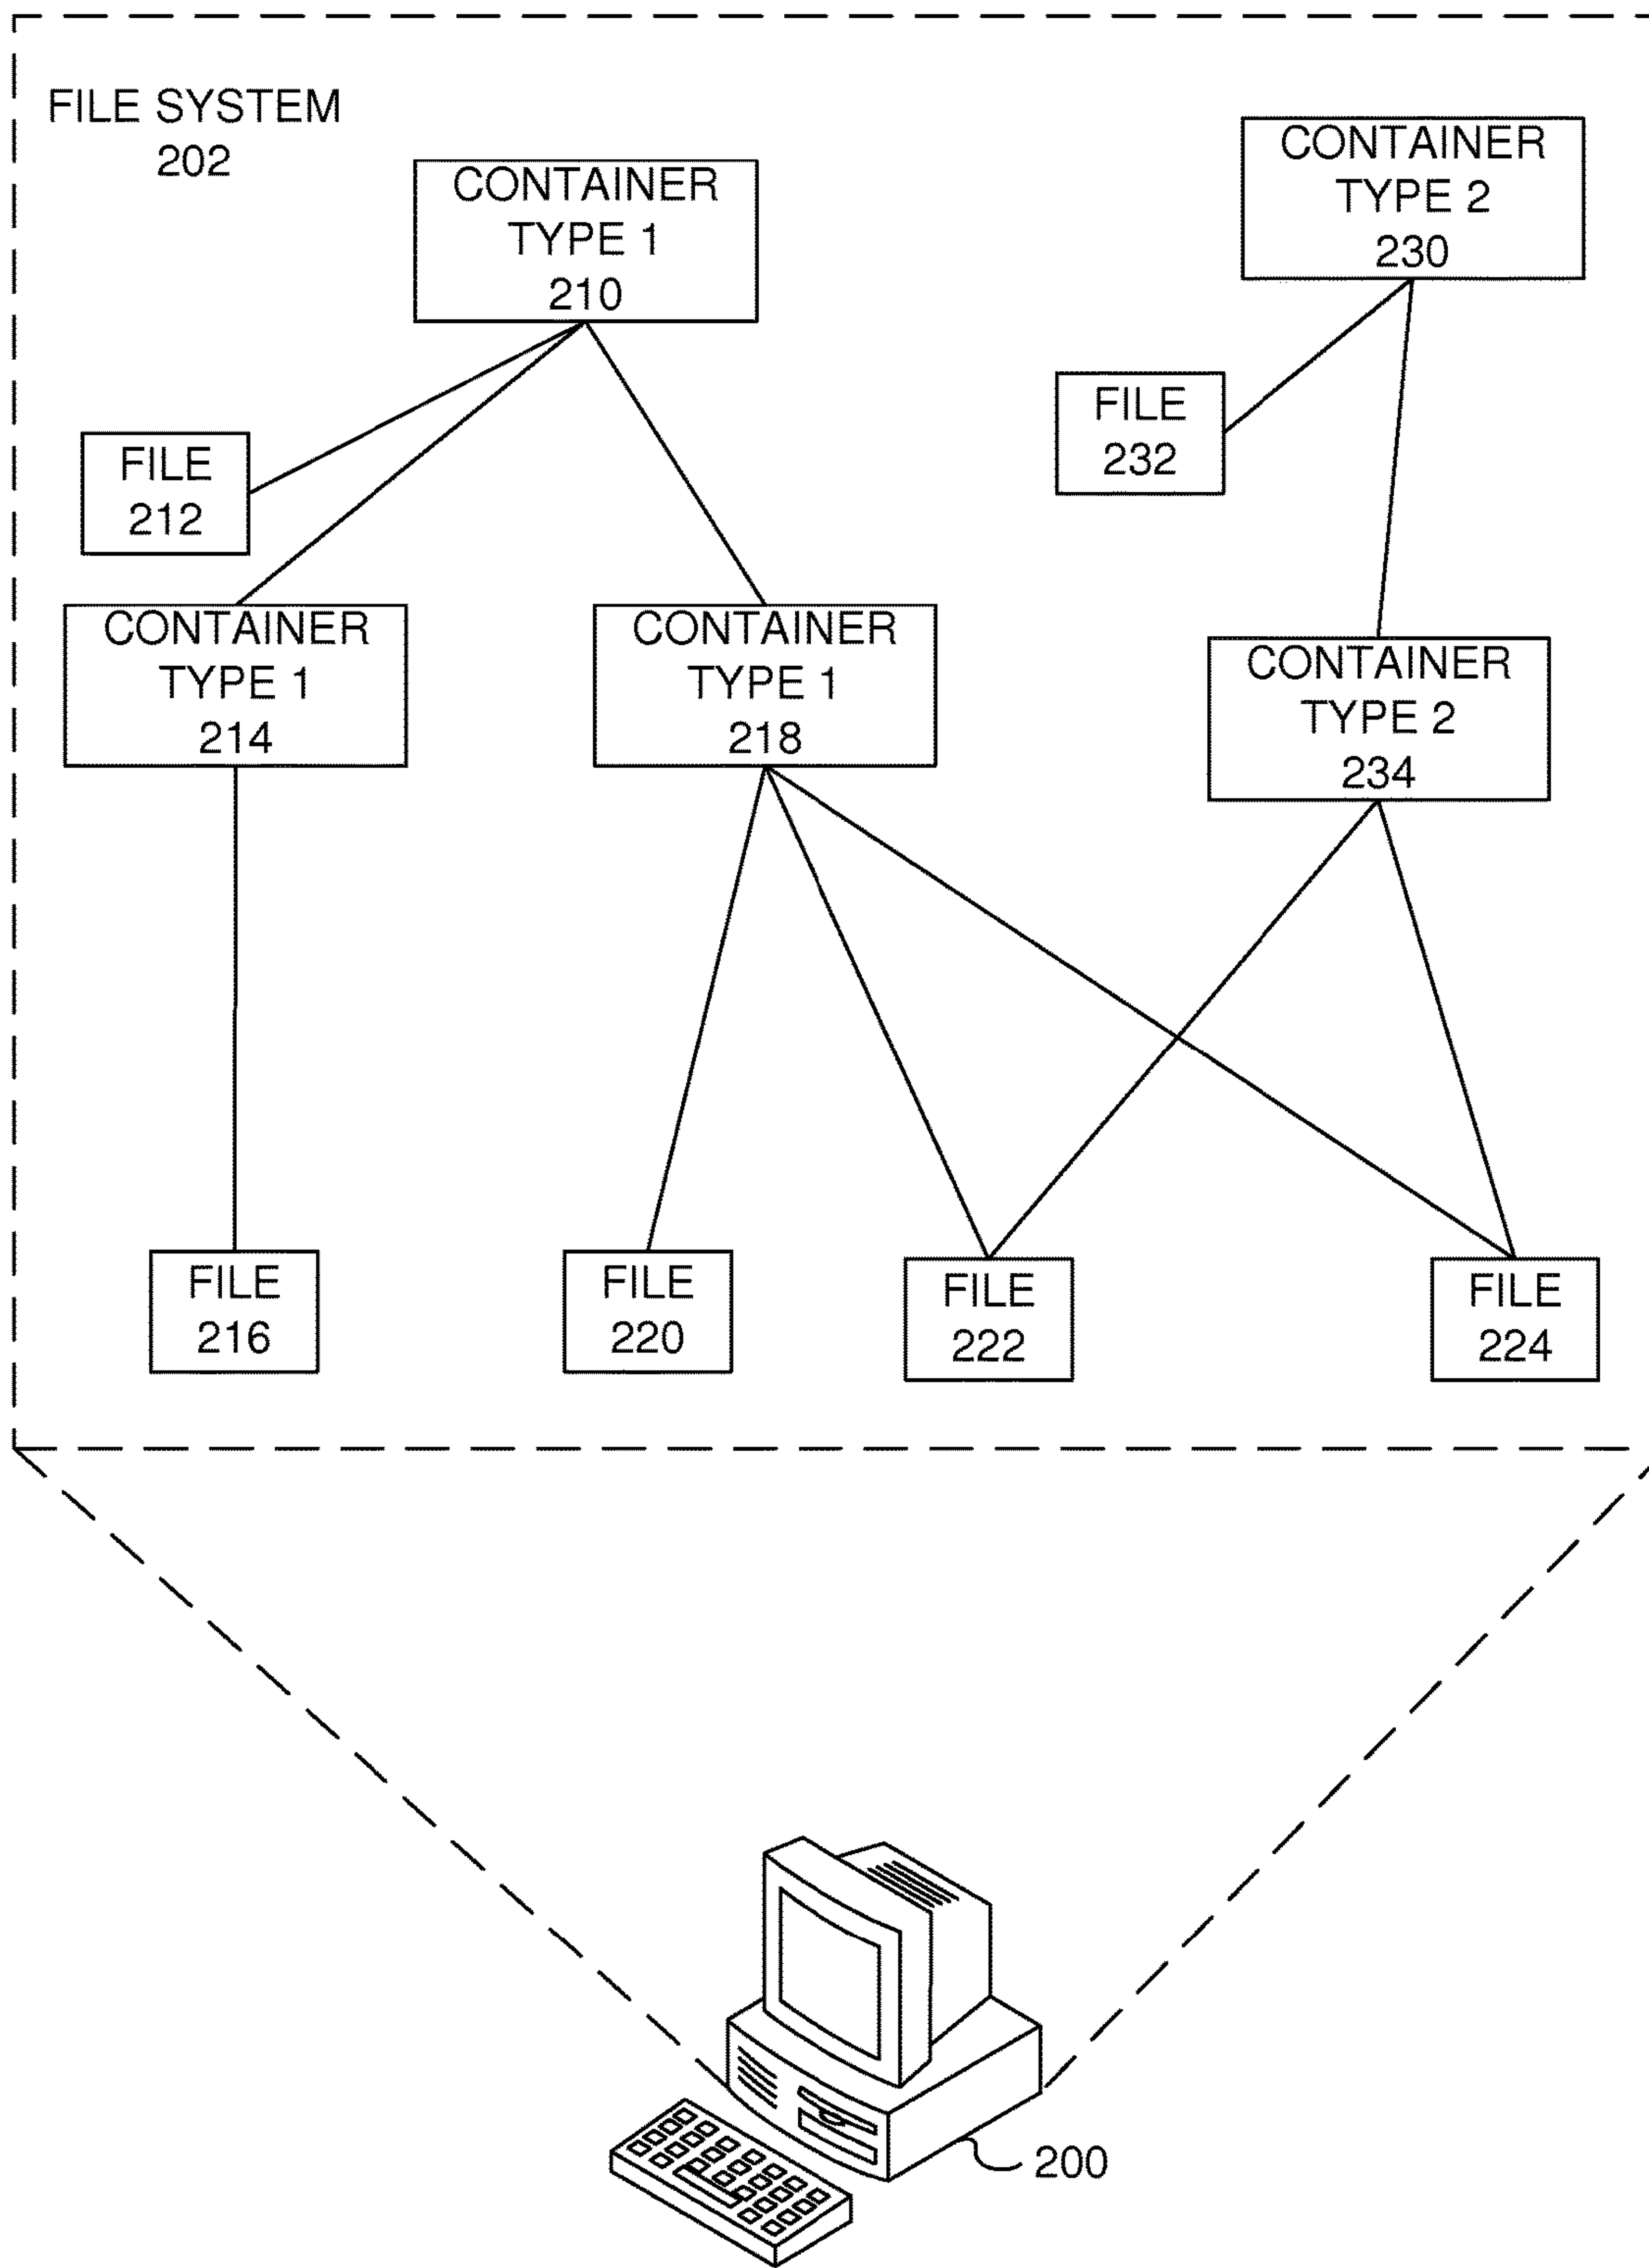 FILE SYSTEM
202
CONTAINER
TYPE 1
210
CONTAINER
TYPE 2
230
FILE
212
FILE
232
CONTAINER
TYPE 1
214
CONTAINER
TYPE 1
218
CONTAINER
TYPE 2
234
FILE
216
FILE
220
FILE
222
FILE
224
200